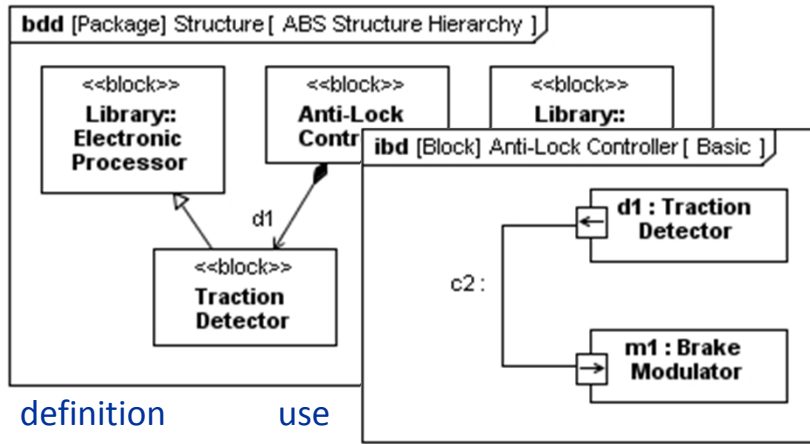 bdd [Package] Structure [ ABS Structure Hierarchy ]
<<block>>
Library::
Electronic
Processor
<<block>>
Anti-Lock
Contr
<<block>>
Library::
d1
<<block>>
Traction
Detector
ibd [Block] Anti-Lock Controller [ Basic ]
d1 : Traction
Detector
c2 :
m1 : Brake
Modulator
definition use